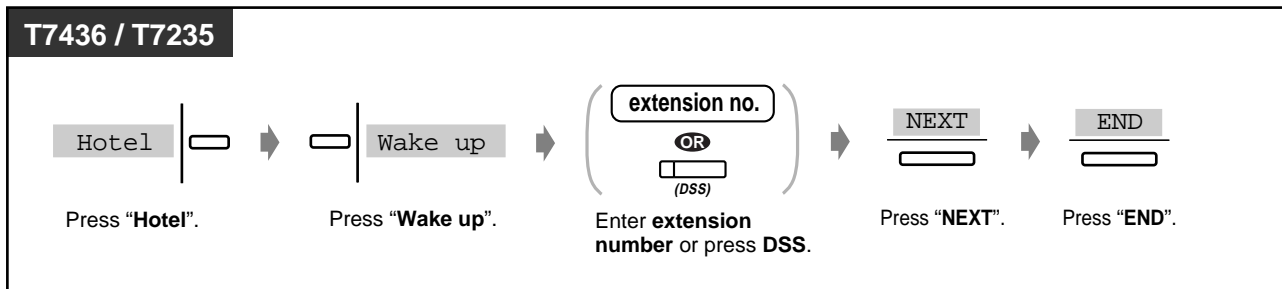 T7436 / T7235
Hotel
Wake up
extension no.
OR
(DSS)
NEXT
END
Press “Hotel”.
Press “Wake up”.
Enter extension
number or press DSS.
Press “NEXT”.
Press “END”.